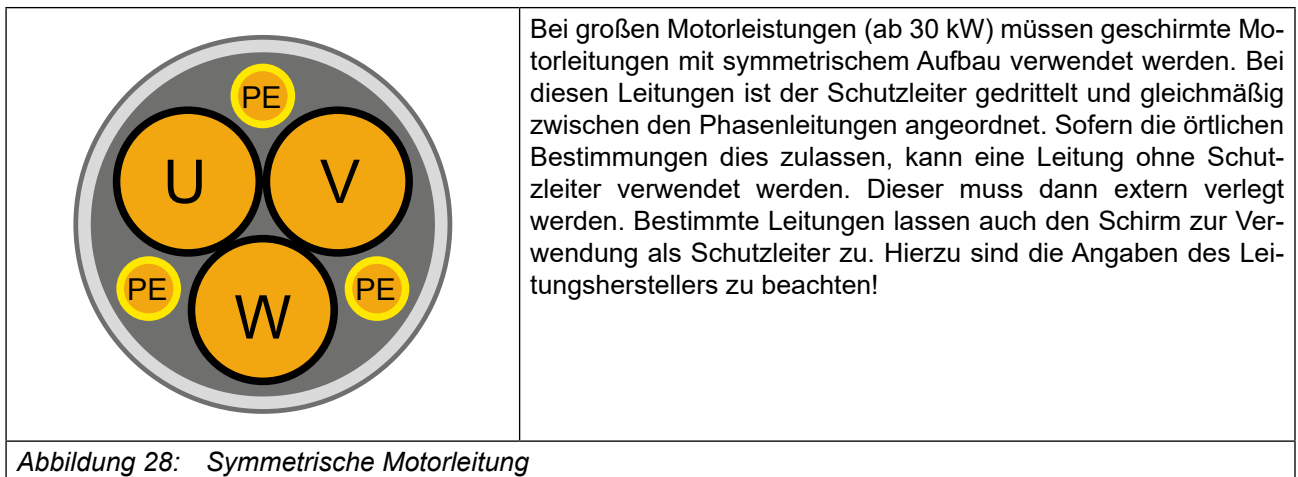 PE
U V
PE PE
W
Bei großen Motorleistungen (ab 30 kW) müssen geschirmte Mo-
torleitungen mit symmetrischem Aufbau verwendet werden. Bei
diesen Leitungen ist der Schutzleiter gedrittelt und gleichmäßig
zwischen den Phasenleitungen angeordnet. Sofern die örtlichen
Bestimmungen dies zulassen, kann eine Leitung ohne Schut-
zleiter verwendet werden. Dieser muss dann extern verlegt
werden. Bestimmte Leitungen lassen auch den Schirm zur Ver-
wendung als Schutzleiter zu. Hierzu sind die Angaben des Lei-
tungsherstellers zu beachten!
Abbildung 28: Symmetrische Motorleitung